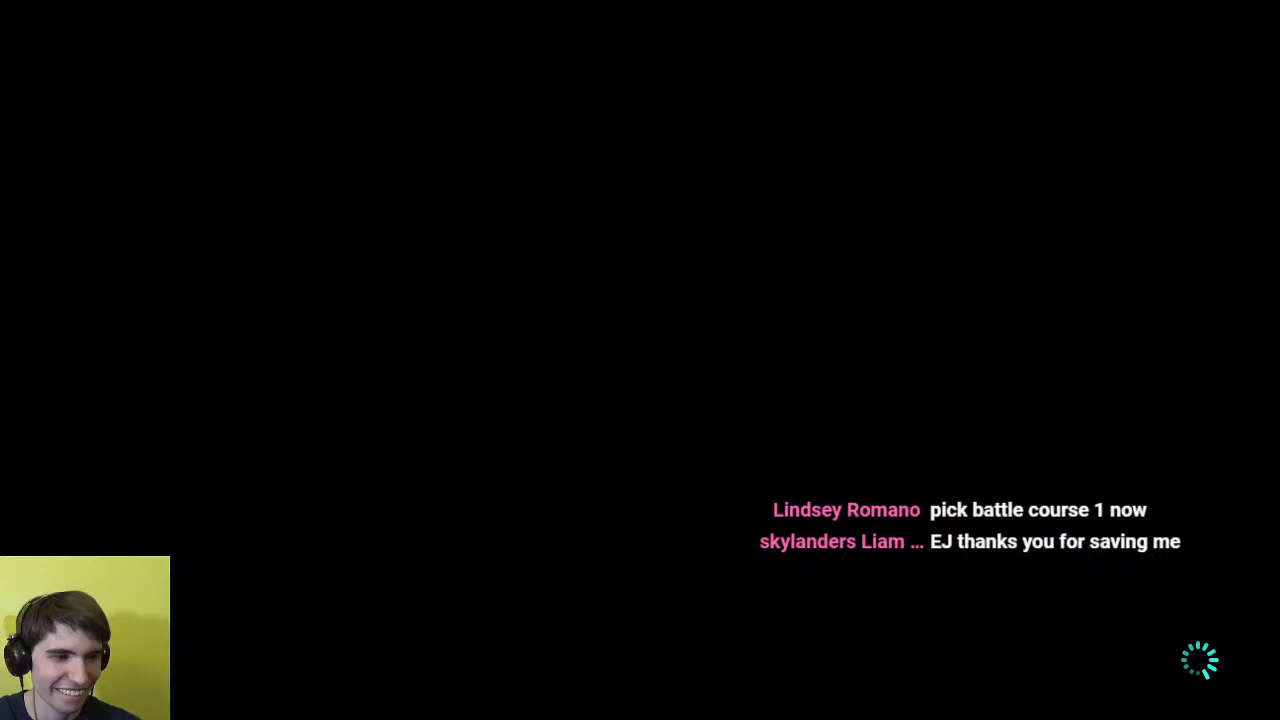 Lindsey Romano pick battle course 1 now
skylanders Liam … EJ thanks you for saving me